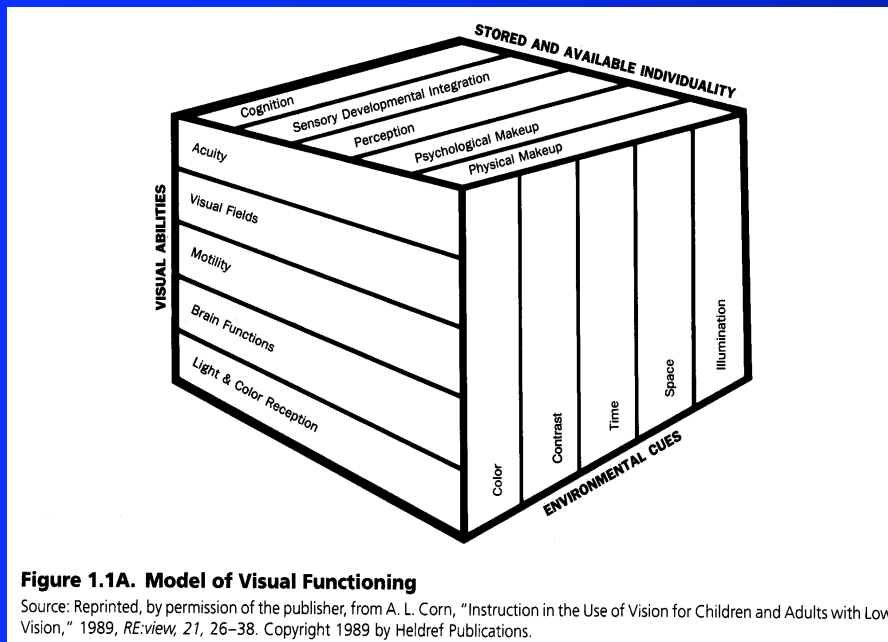 STORED AND AVAILABLE INDIVIDUALITY
Cognition
Sensory Developmental Integration
Perception
Psychological Makeup
Physical Makeup
VISUAL ABILITIES
Acuity
Visual Fields
Motility
Brain Functions
Light & Color Reception
Color
Contrast
Time
Space
Illumination
ENVIRONMENTAL CUES
Figure 1.1A. Model of Visual Functioning
Source: Reprinted, by permission of the publisher, from A. L. Corn, "Instruction in the Use of Vision for Children and Adults with Low
Vision," 1989, RE:view, 21, 26–38. Copyright 1989 by Heldref Publications.